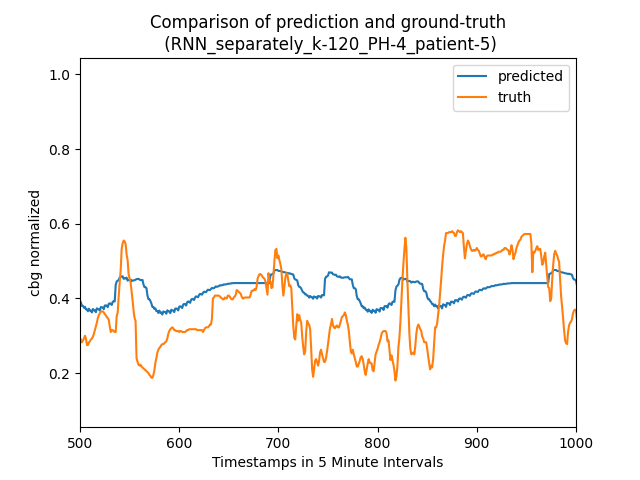 Comparison of prediction and ground-truth
(RNN_separately_k-120_PH-4_patient-5)
predicted
truth
1.0
0.8
0.6
0.4
0.2
cbg normalized
500 600 700 800 900 1000
Timestamps in 5 Minute Intervals